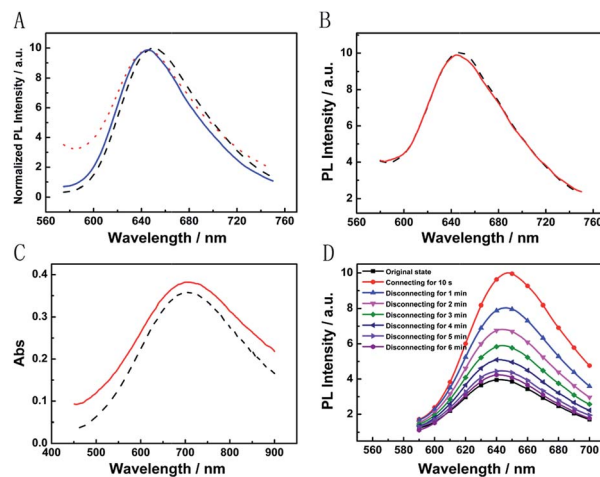 A
Normalized PL Intensity / a.u.
10
8
6
4
2
0
560 600 640 680 720 760
Wavelength / nm
B
PL Intensity / a.u.
10
8
6
4
2
560 600 640 680 720 760
Wavelength / nm
C
Abs
0.4
0.3
0.2
0.1
0.0
400 500 600 700 800 900
Wavelength / nm
D
PL Intensity / a.u.
10
8
6
4
2
Original state
Connecting for 10 s
Disconnecting for 1 min
Disconnecting for 2 min
Disconnecting for 3 min
Disconnecting for 4 min
Disconnecting for 5 min
Disconnecting for 6 min
560 580 600 620 640 660 680 700
Wavelength / nm